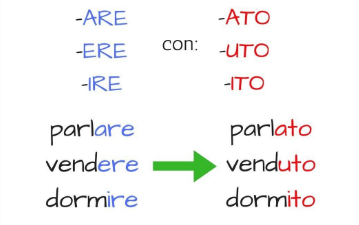 -ARE con: -ATO
-ERE -UTO
-IRE -ITO
parlare parlato
vendere venduto
dormire dormito